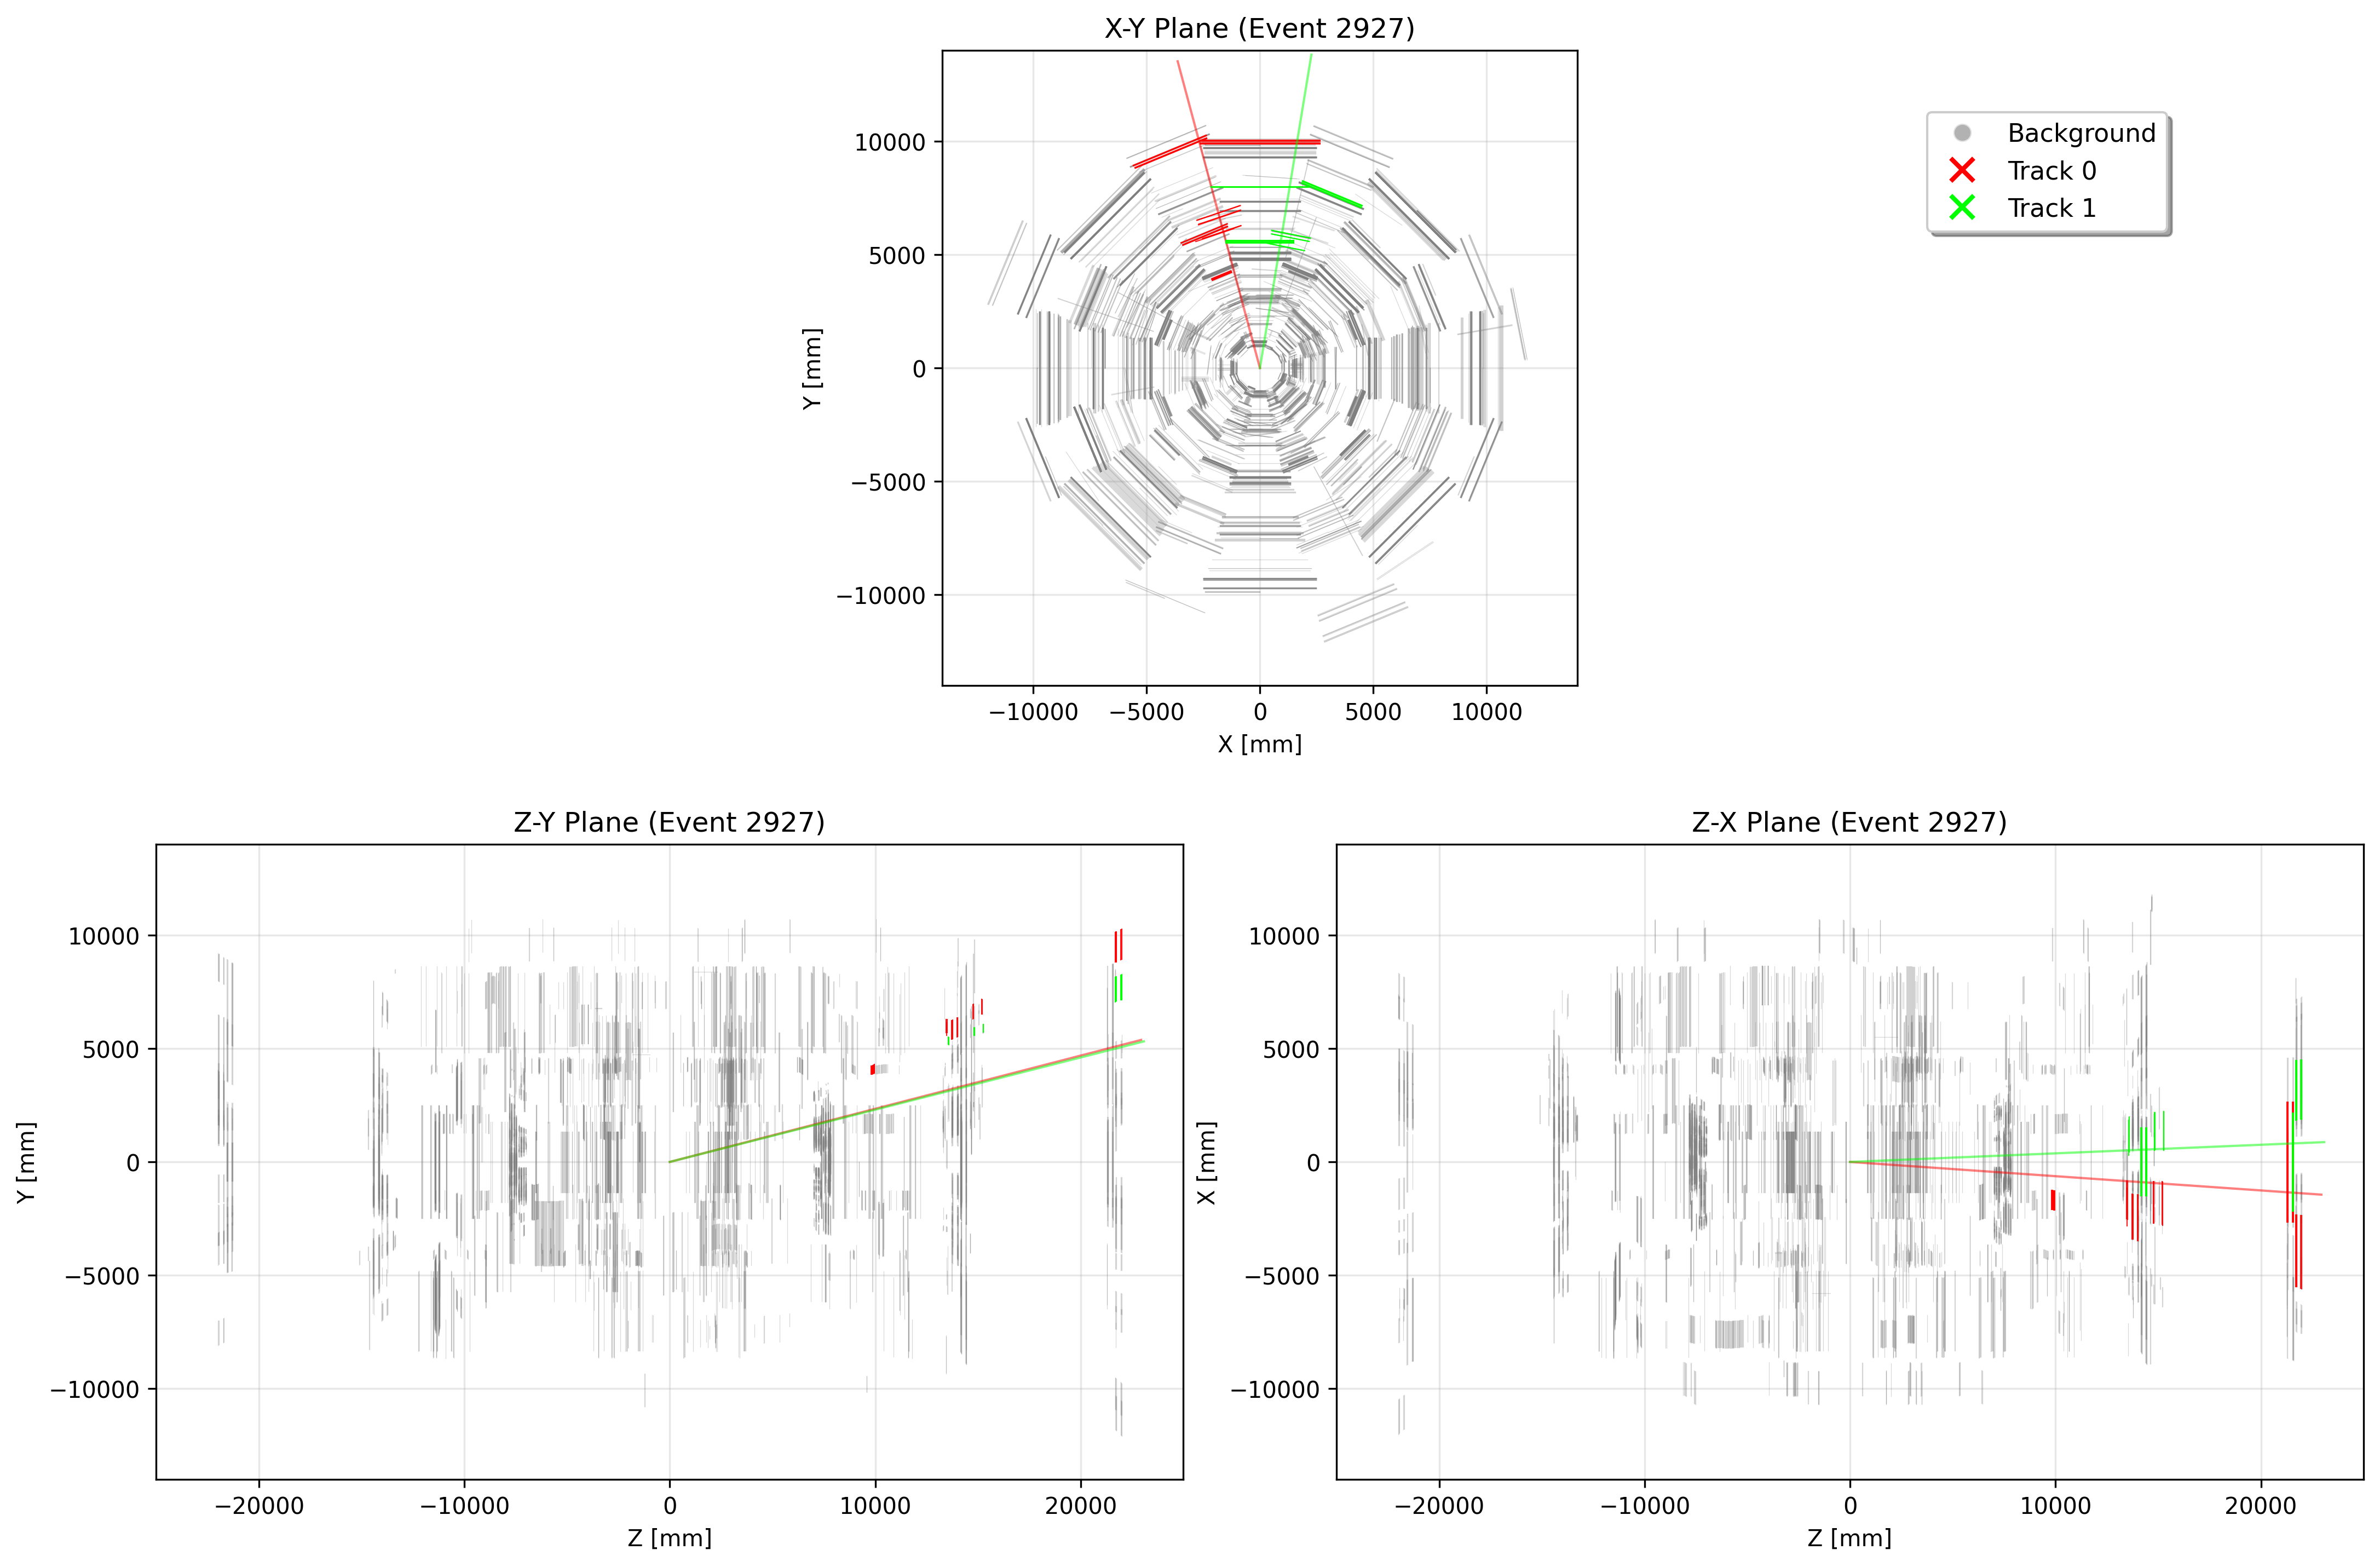 X-Y Plane (Event 2927)
Y [mm]
10000
5000
0
−5000
−10000
−10000 −5000 0 5000 10000
X [mm]
Background
Track 0
Track 1
Z-Y Plane (Event 2927)
Y [mm]
10000
5000
0
−5000
−10000
−20000 −10000 0 10000 20000
Z [mm]
Z-X Plane (Event 2927)
X [mm]
10000
5000
0
−5000
−10000
−20000 −10000 0 10000 20000
Z [mm]